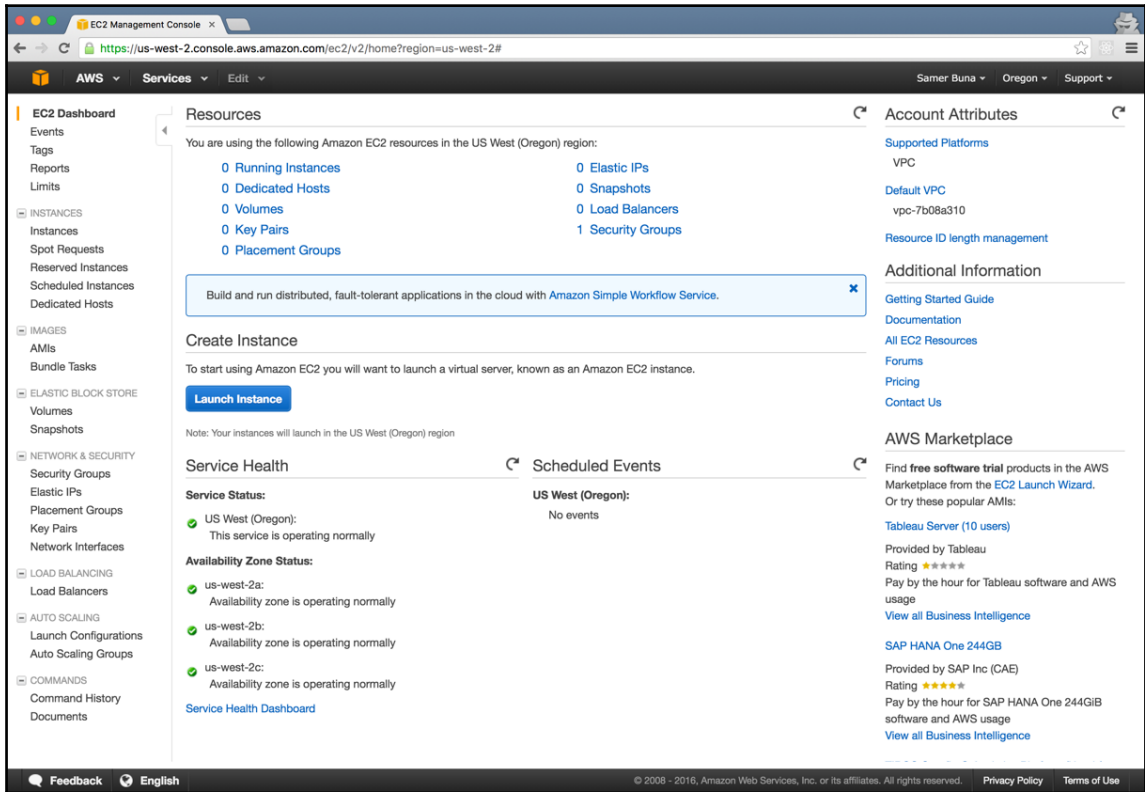 EC2 Management Console ×
https://us-west-2.console.aws.amazon.com/ec2/v2/home?region=us-west-2#
AWS Services Edit Samer Buna Oregon Support
EC2 Dashboard
Events
Tags
Reports
Limits
INSTANCES
Instances
Spot Requests
Reserved Instances
Scheduled Instances
Dedicated Hosts
IMAGES
AMIs
Bundle Tasks
ELASTIC BLOCK STORE
Volumes
Snapshots
NETWORK & SECURITY
Security Groups
Elastic IPs
Placement Groups
Key Pairs
Network Interfaces
LOAD BALANCING
Load Balancers
AUTO SCALING
Launch Configurations
Auto Scaling Groups
COMMANDS
Command History
Documents
Resources
You are using the following Amazon EC2 resources in the US West (Oregon) region:
0 Running Instances
0 Dedicated Hosts
0 Volumes
0 Key Pairs
0 Placement Groups
0 Elastic IPs
0 Snapshots
0 Load Balancers
1 Security Groups
Build and run distributed, fault-tolerant applications in the cloud with Amazon Simple Workflow Service.
Create Instance
To start using Amazon EC2 you will want to launch a virtual server, known as an Amazon EC2 instance.
Launch Instance
Note: Your instances will launch in the US West (Oregon) region
Service Health
Service Status:
US West (Oregon):
This service is operating normally
Availability Zone Status:
us-west-2a:
Availability zone is operating normally
us-west-2b:
Availability zone is operating normally
us-west-2c:
Availability zone is operating normally
Service Health Dashboard
Scheduled Events
US West (Oregon):
No events
Account Attributes
Supported Platforms
VPC
Default VPC
vpc-7b08a310
Resource ID length management
Additional Information
Getting Started Guide
Documentation
All EC2 Resources
Forums
Pricing
Contact Us
AWS Marketplace
Find free software trial products in the AWS
Marketplace from the EC2 Launch Wizard.
Or try these popular AMIs:
Tableau Server (10 users)
Provided by Tableau
Rating
Pay by the hour for Tableau software and AWS
usage
View all Business Intelligence
SAP HANA One 244GB
Provided by SAP Inc (CAE)
Rating
Pay by the hour for SAP HANA One 244GiB
software and AWS usage
View all Business Intelligence
Feedback English © 2008 - 2016, Amazon Web Services, Inc. or its affiliates. All rights reserved. Privacy Policy Terms of Use